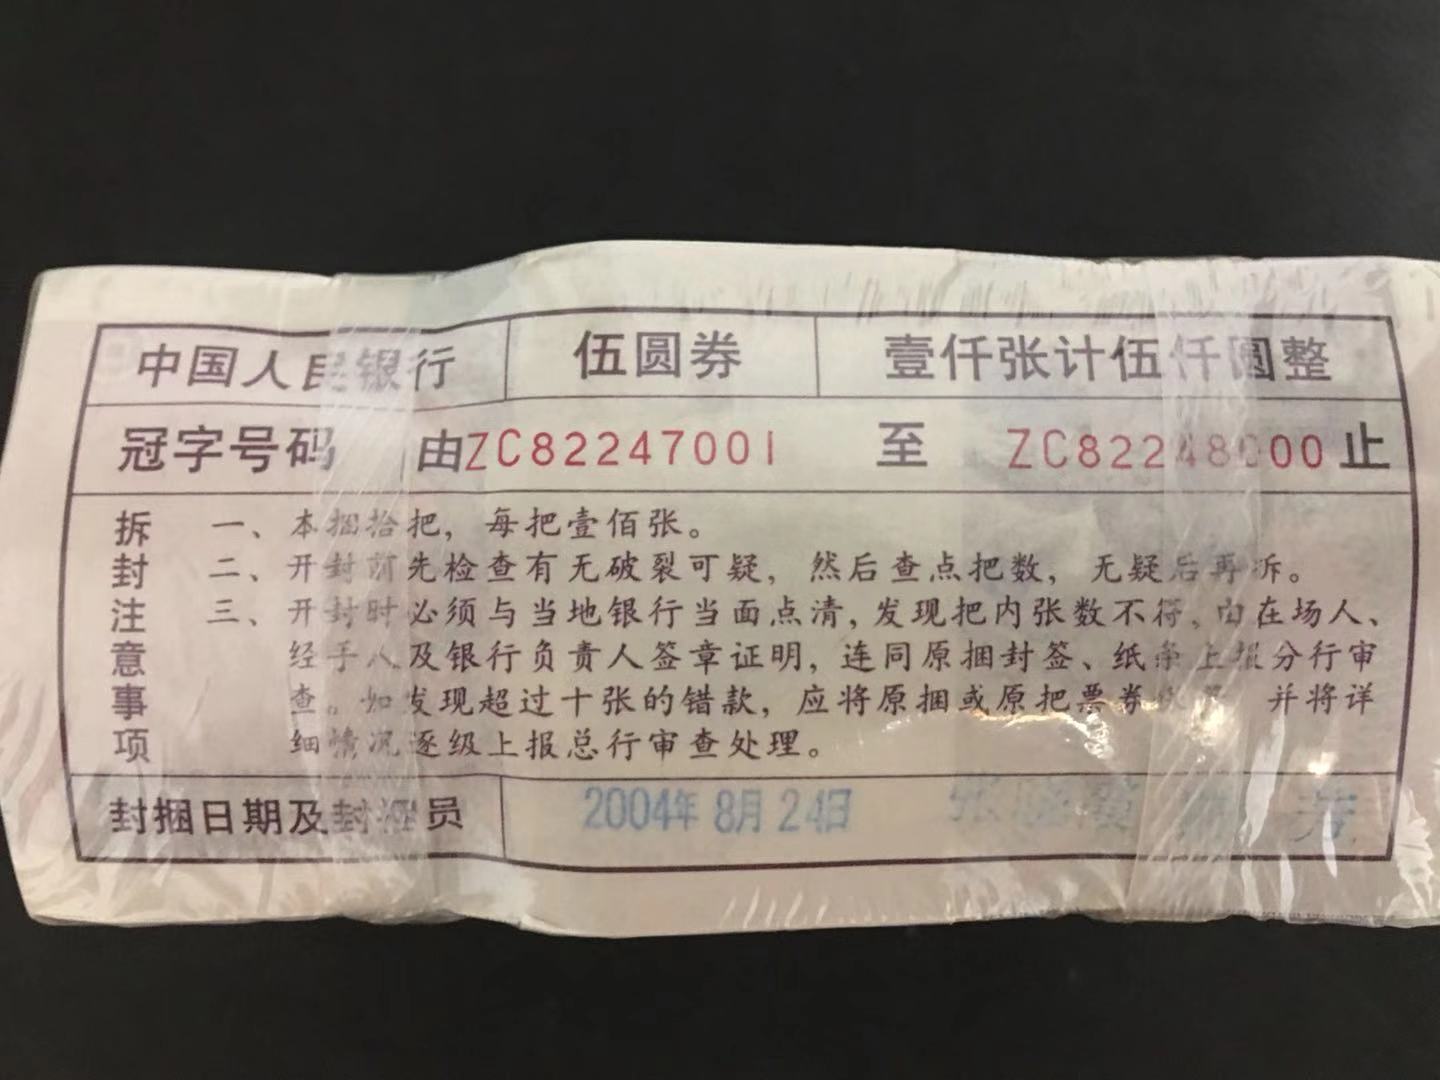 中国人民银行 伍圆券 壹仟张计伍仟圆整
冠字号码 由ZC82247001 至 ZC82248000止
拆封注意事项
一、本捆拾把，每把壹佰张。
二、开封前先检查有无破裂可疑，然后查点把数，无疑后再拆。
三、开封时必须与当地银行当面点清，发现把内张数不符，由在场人、
经手人及银行负责人签章证明，连同原捆封签、纸条上报分行审
查。如发现超过十张的错款，应将原捆或原把票券 并将详
细情况逐级上报总行审查处理。
封捆日期及封捆员 2004年8月24日 张 芳